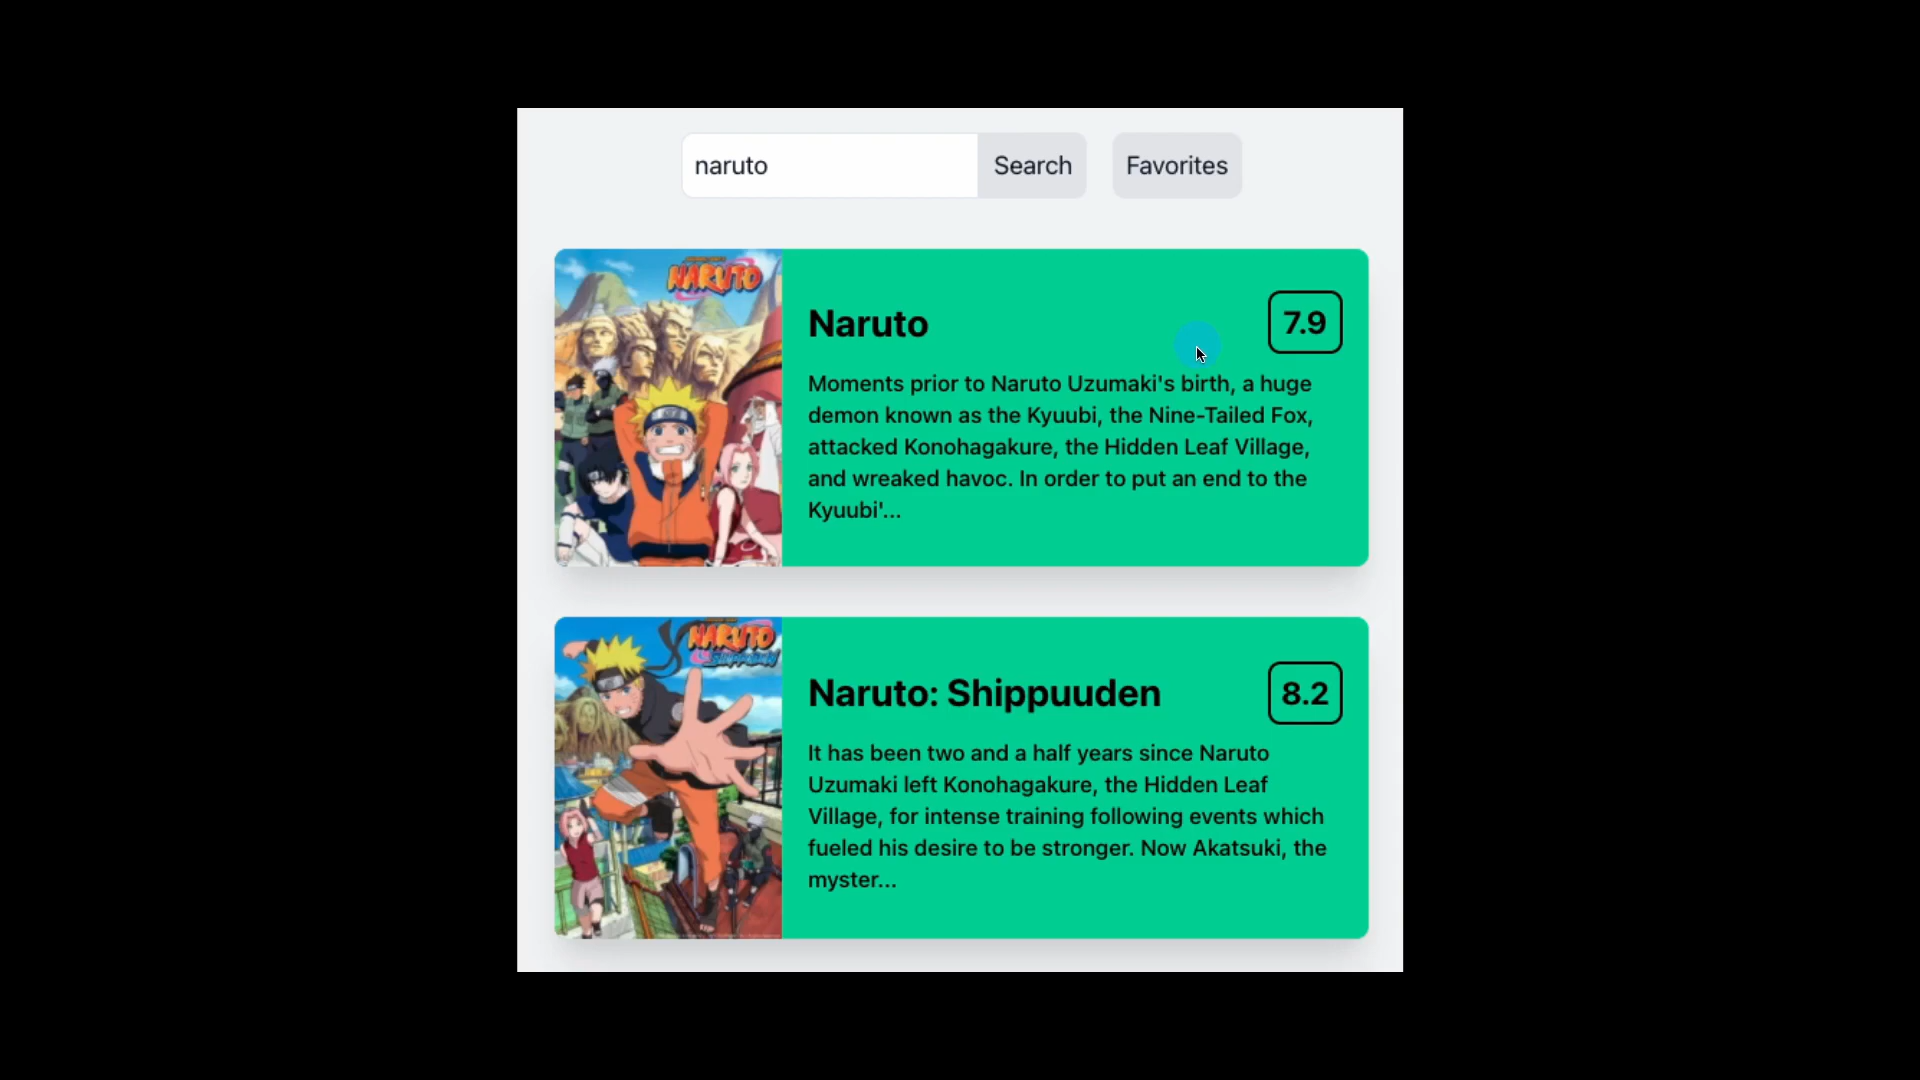 naruto
Search
Favorites
NARUTO
Naruto
7.9
Moments prior to Naruto Uzumaki's birth, a huge
demon known as the Kyuubi, the Nine-Tailed Fox,
attacked Konohagakure, the Hidden Leaf Village,
and wreaked havoc. In order to put an end to the
Kyuubi'...
NARUTO
Shippuden
Naruto: Shippuuden
8.2
It has been two and a half years since Naruto
Uzumaki left Konohagakure, the Hidden Leaf
Village, for intense training following events which
fueled his desire to be stronger. Now Akatsuki, the
myster...